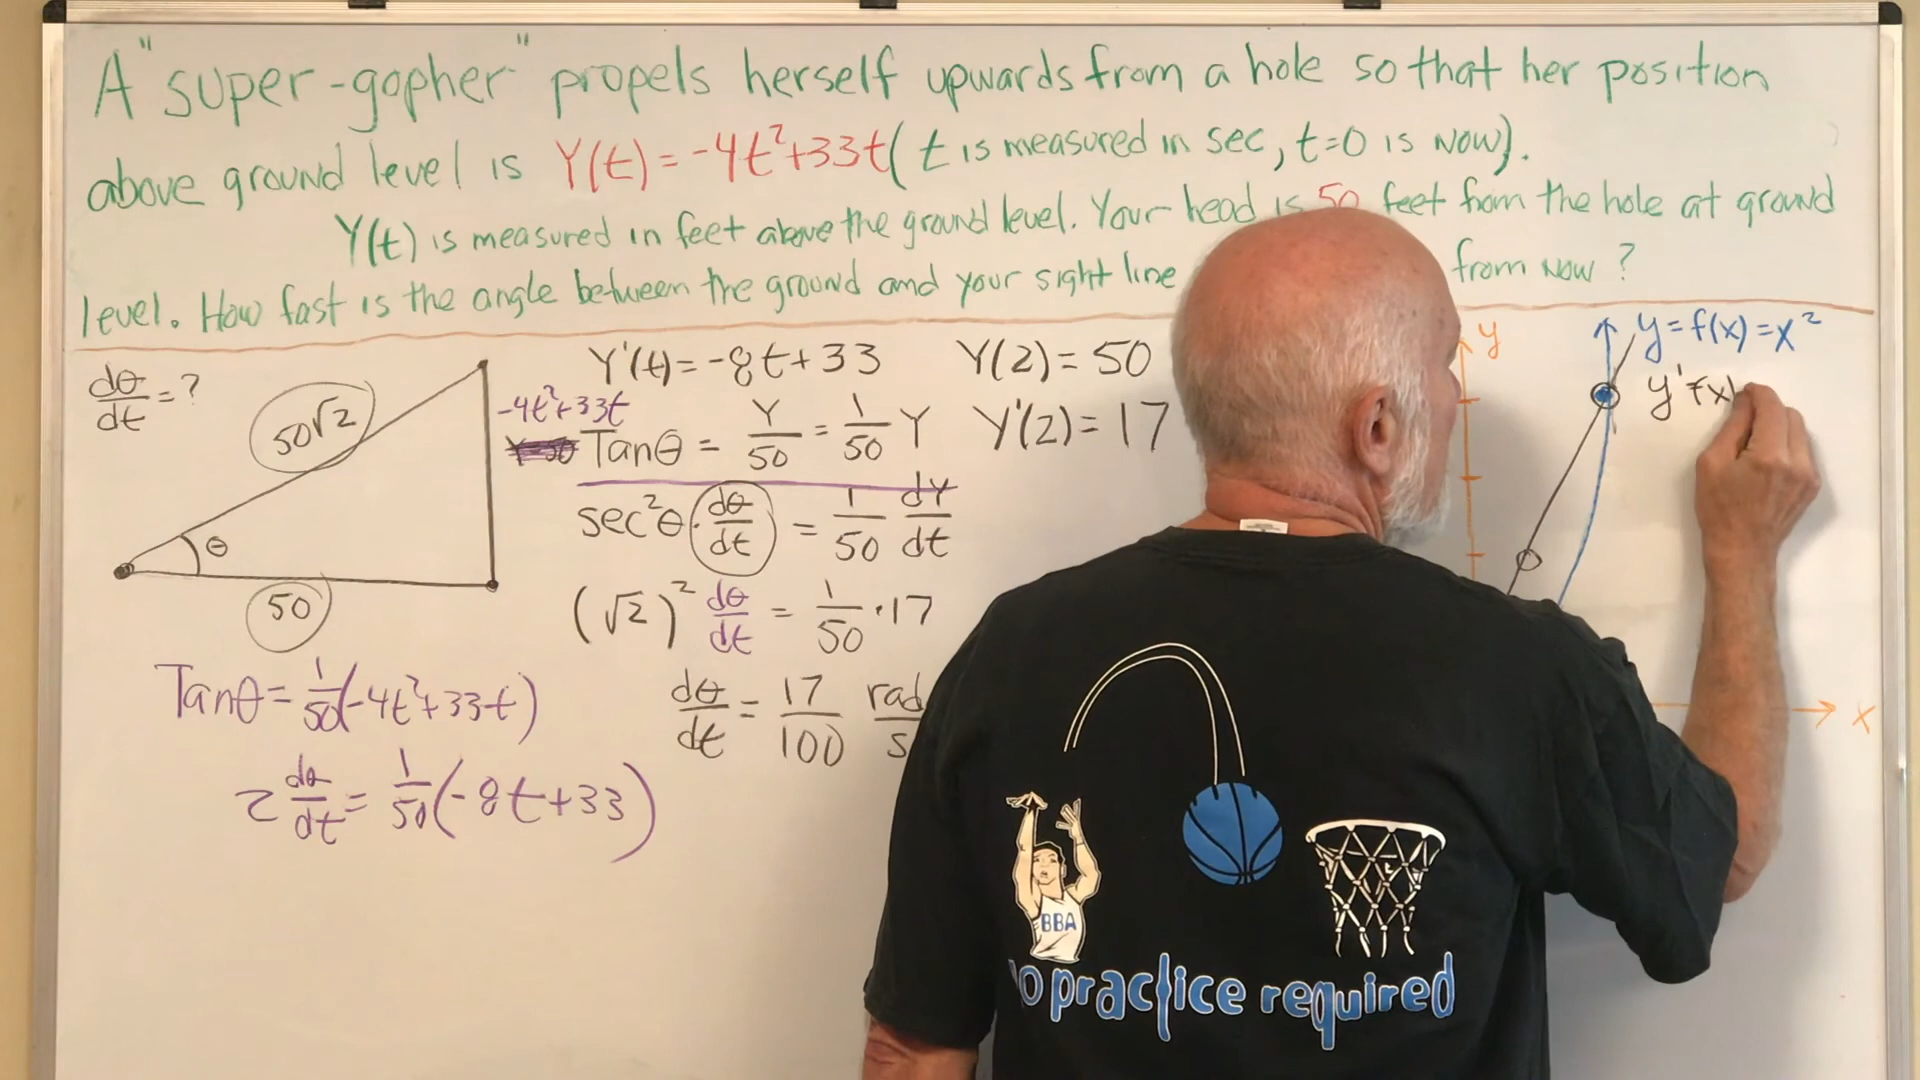 A "super-gopher" propels herself upwards from a hole so that her position
above ground level is Y(t) = -4t²+33t (t is measured in sec, t=0 is now).
Y(t) is measured in feet above the ground level. Your head is 50 feet from the hole at ground
level. How fast is the angle between the ground and your sight line from now?
dθ/dt = ?
50√2
θ
50
-4t²+33t
Y'(t) = -8t+33
Y(2) = 50
Tanθ = Y/50 = 1/50 Y
Y'(2) = 17
sec²θ · dθ/dt = 1/50 dY/dt
(√2)² dθ/dt = 1/50 · 17
dθ/dt = 17/100 rad
Tanθ = 1/50(-4t²+33t)
2 dθ/dt = 1/50(-8t+33)
y
y = f(x) = x²
y' f(x)
x
BBA
o practice required